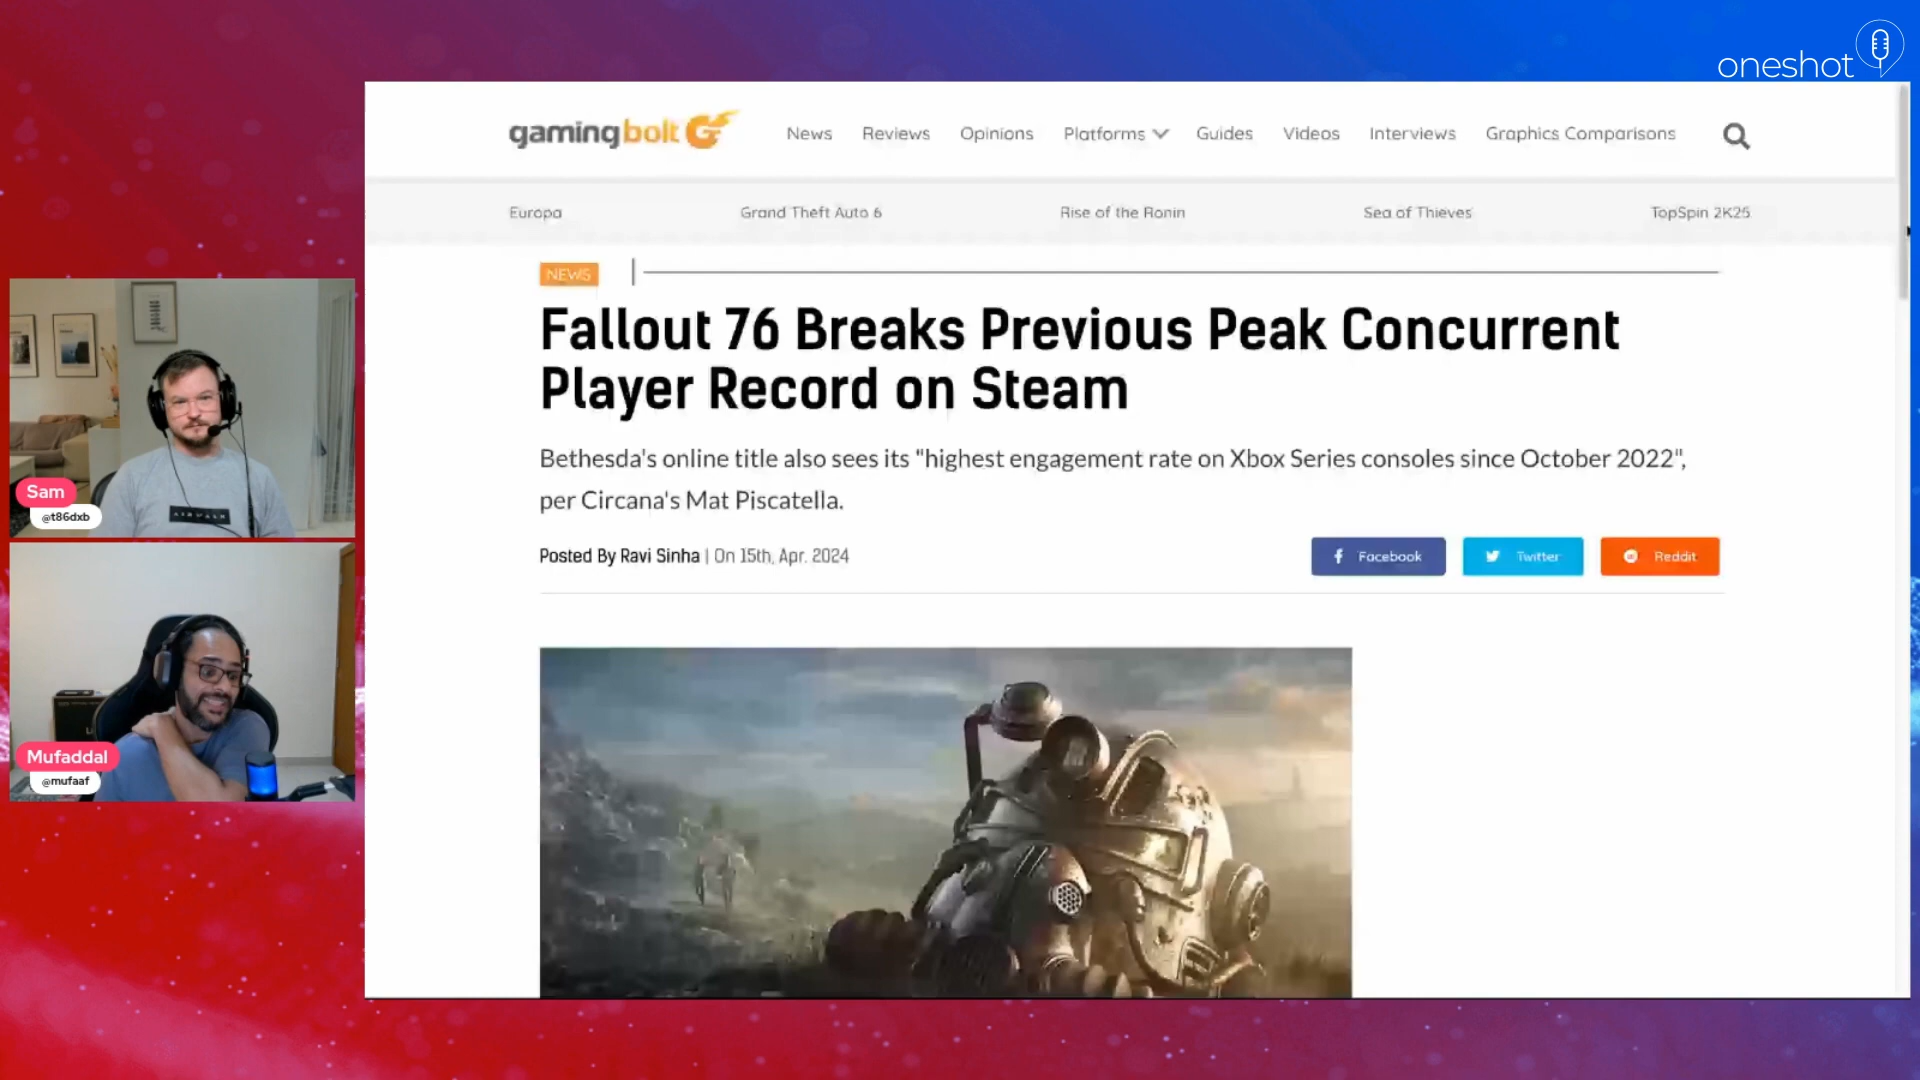 oneshot
gamingbolt
News Reviews Opinions Platforms Guides Videos Interviews Graphics Comparisons
Europa Grand Theft Auto 6 Rise of the Ronin Sea of Thieves TopSpin 2K25
NEWS
Fallout 76 Breaks Previous Peak Concurrent
Player Record on Steam
Bethesda's online title also sees its "highest engagement rate on Xbox Series consoles since October 2022",
per Circana's Mat Piscatella.
Posted By Ravi Sinha | On 15th, Apr. 2024
Facebook Twitter Reddit
Sam
@t86dxb
AIRWALK
Mufaddal
@mufaaf